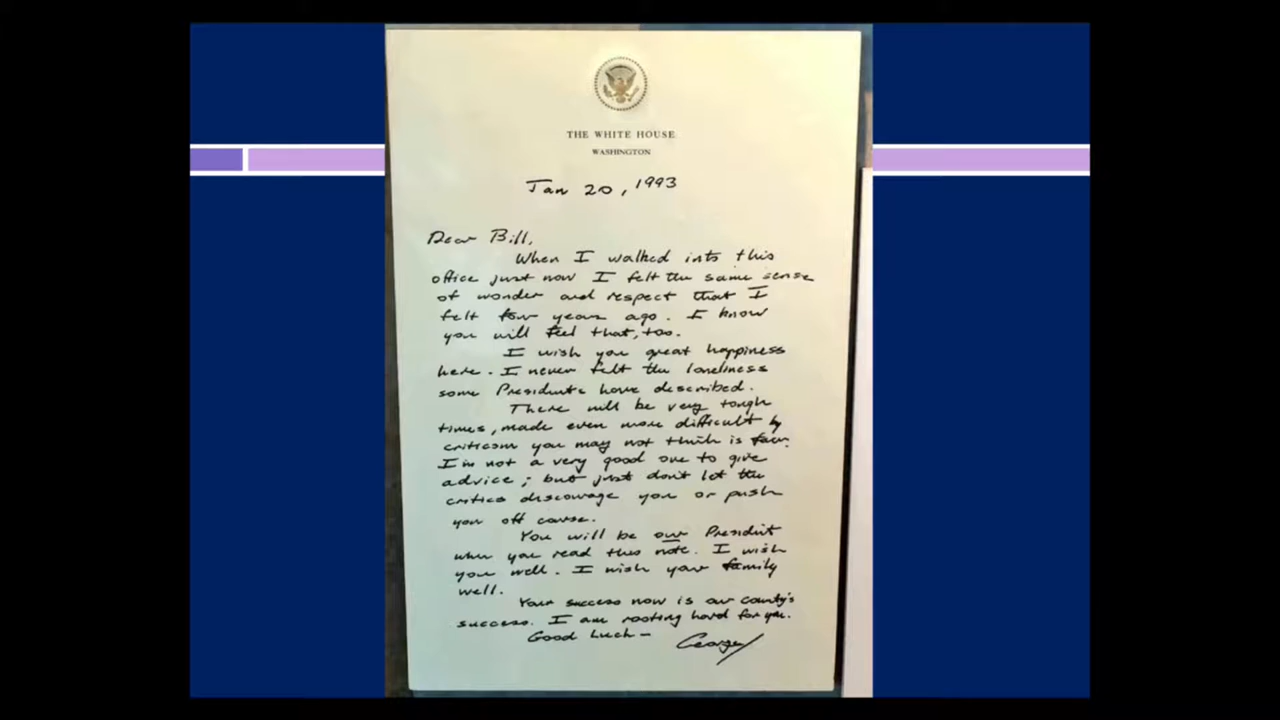 THE WHITE HOUSE
WASHINGTON
Jan 20, 1993
Dear Bill,
When I walked into this
office just now I felt the same sense
of wonder and respect that I
felt four years ago. I know
you will feel that, too.
I wish you great happiness
here. I never felt the loneliness
some Presidents have described.
There will be very tough
times, made even more difficult by
criticism you may not think is fair.
I'm not a very good one to give
advice; but just don't let the
critics discourage you or push
you off course.
You will be our President
when you read this note. I wish
you well. I wish your family
well.
Your success now is our country's
success. I am rooting hard for you.
Good Luck —
George